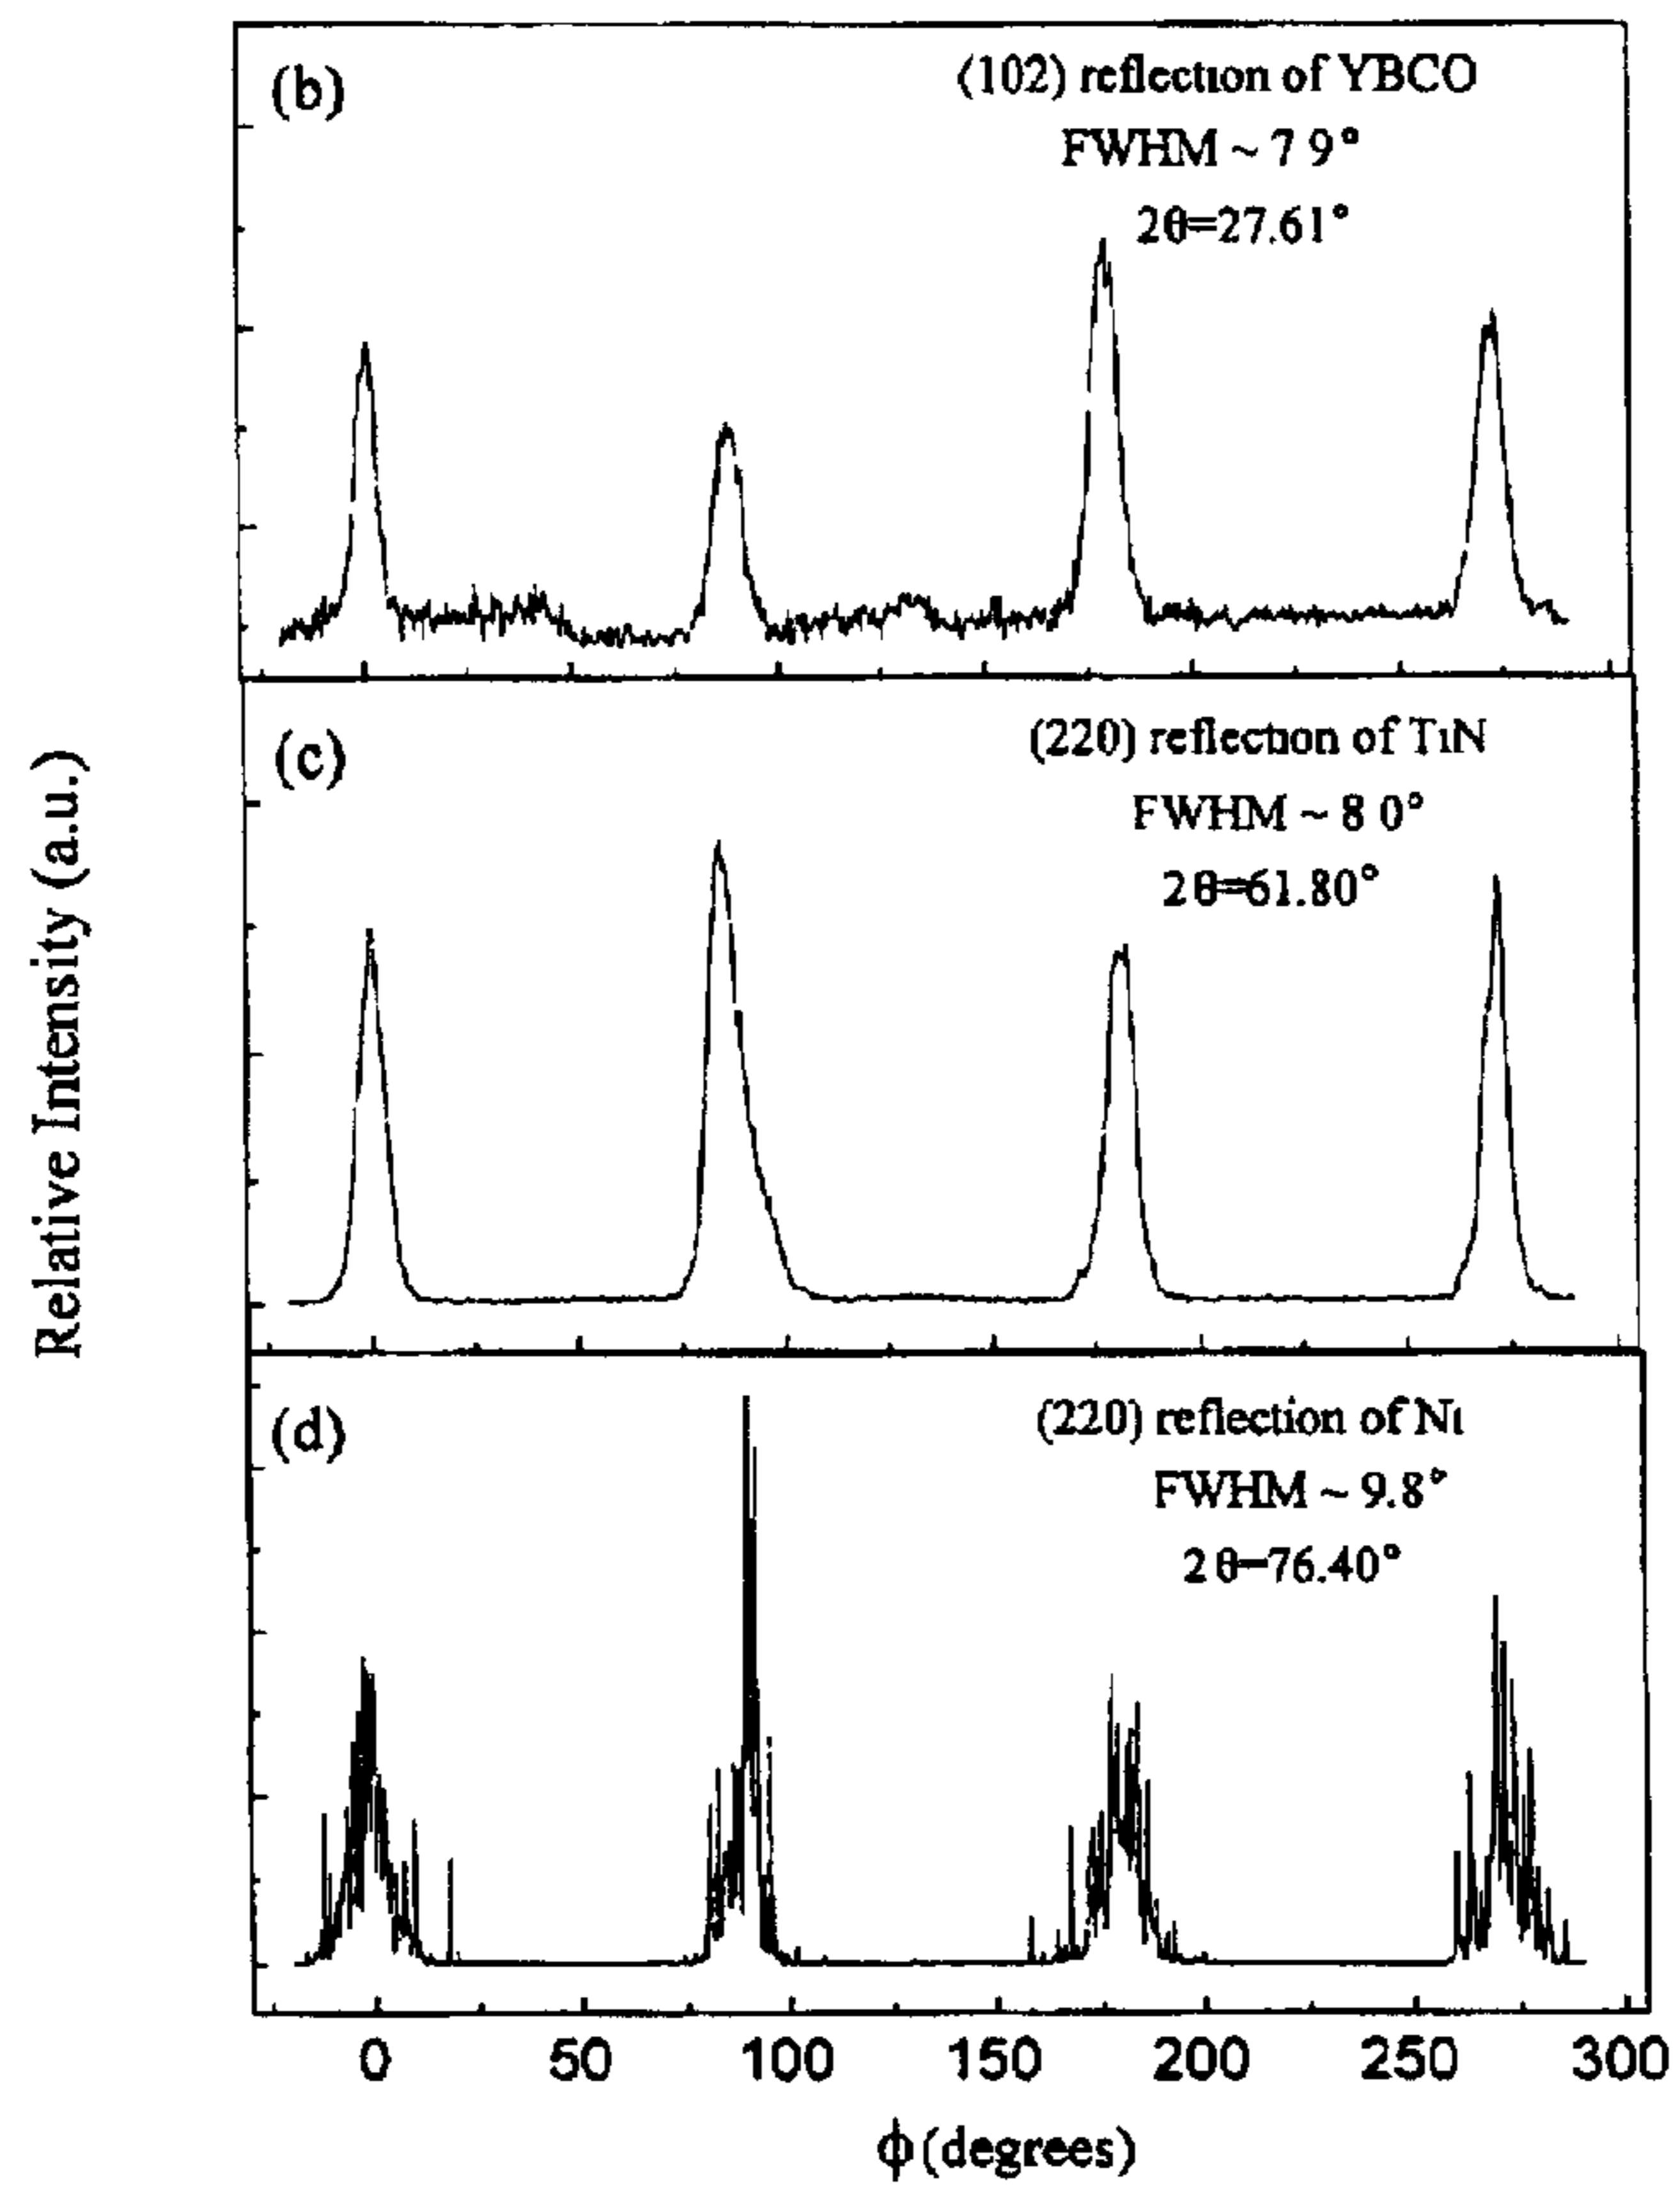 (b)
(102) reflection of YBCO
FWHM ~ 7 9°
2θ=27.61°
(c)
(220) reflection of TiN
FWHM ~ 8 0°
2θ=61.80°
Relative Intensity (a.u.)
(d)
(220) reflection of Ni
FWHM ~ 9.8°
2θ=76.40°
0 50 100 150 200 250 300
ϕ (degrees)